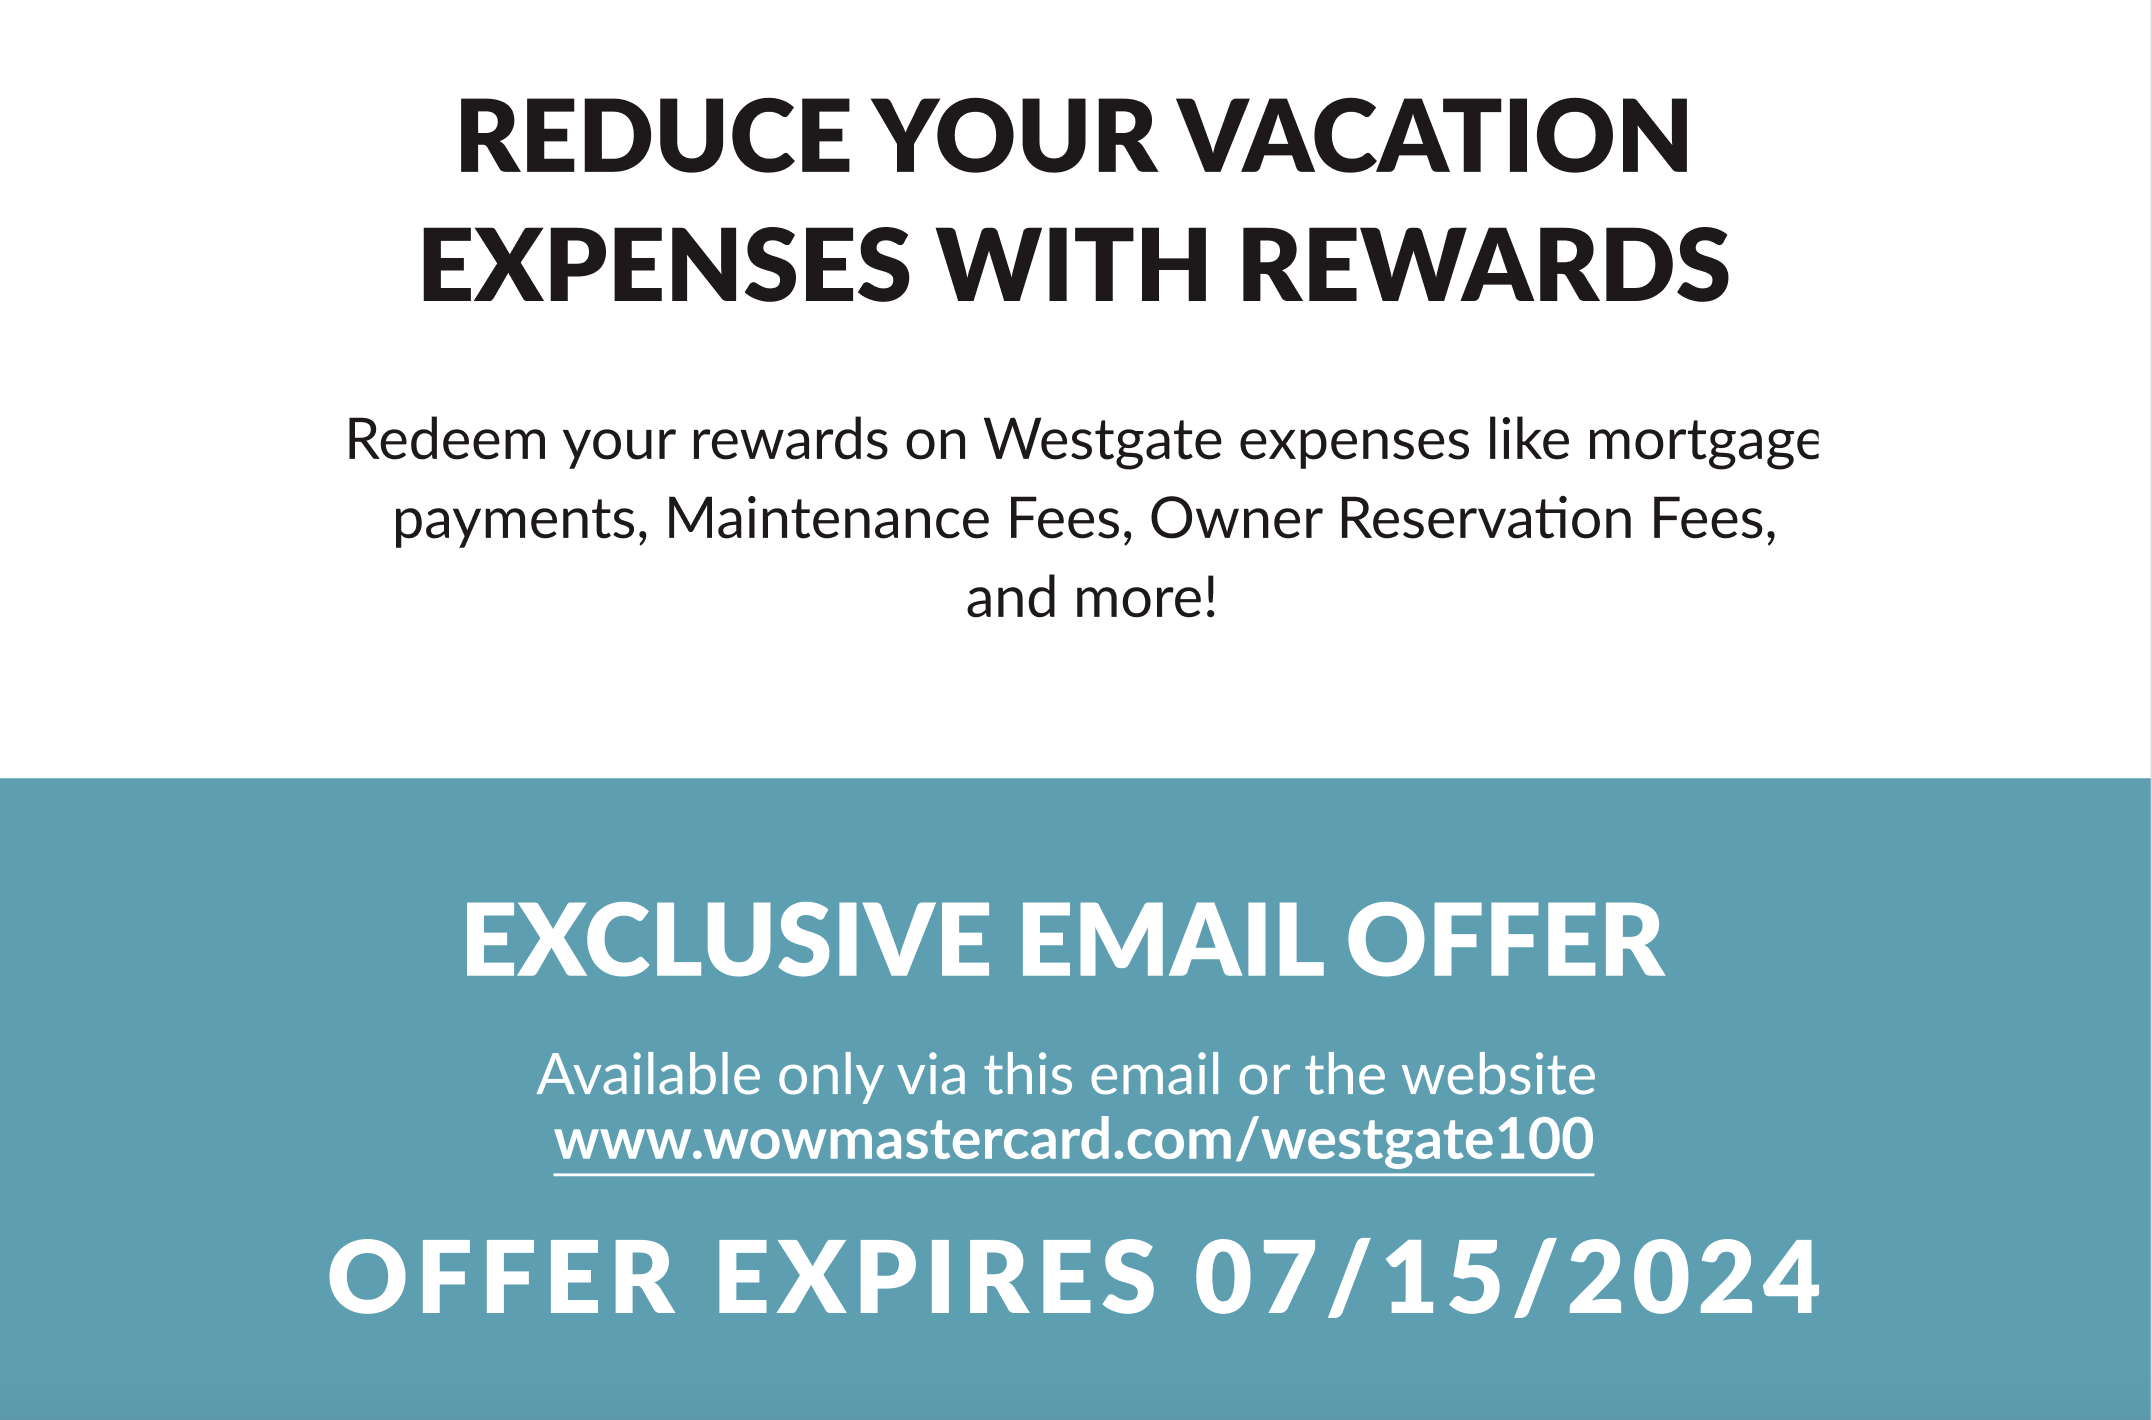 REDUCE YOUR VACATION
EXPENSES WITH REWARDS
Redeem your rewards on Westgate expenses like mortgage
payments, Maintenance Fees, Owner Reservation Fees,
and more!
EXCLUSIVE EMAIL OFFER
Available only via this email or the website
www.wowmastercard.com/westgate100
OFFER EXPIRES 07/15/2024